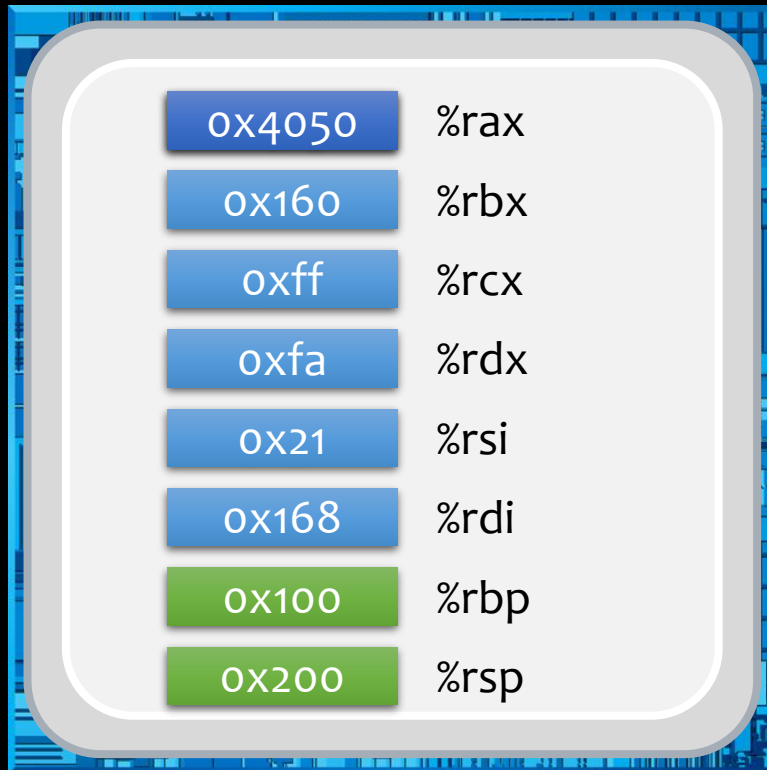 0x4050 %rax
0x160 %rbx
0xff %rcx
0xfa %rdx
0x21 %rsi
0x168 %rdi
0x100 %rbp
0x200 %rsp